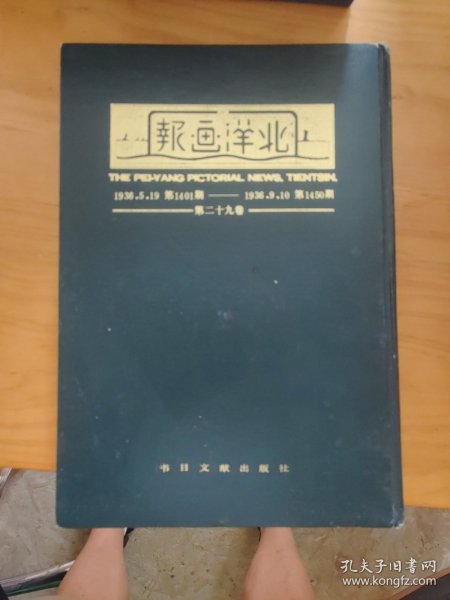 報画洋北
THE PEI-YANG PICTORIAL NEWS, TIENTSIN.
1936.5.19 第1401期 —— 1936.9.10 第1450期
第二十九卷
书目文献出版社
孔夫子旧书网
www.kongfz.com